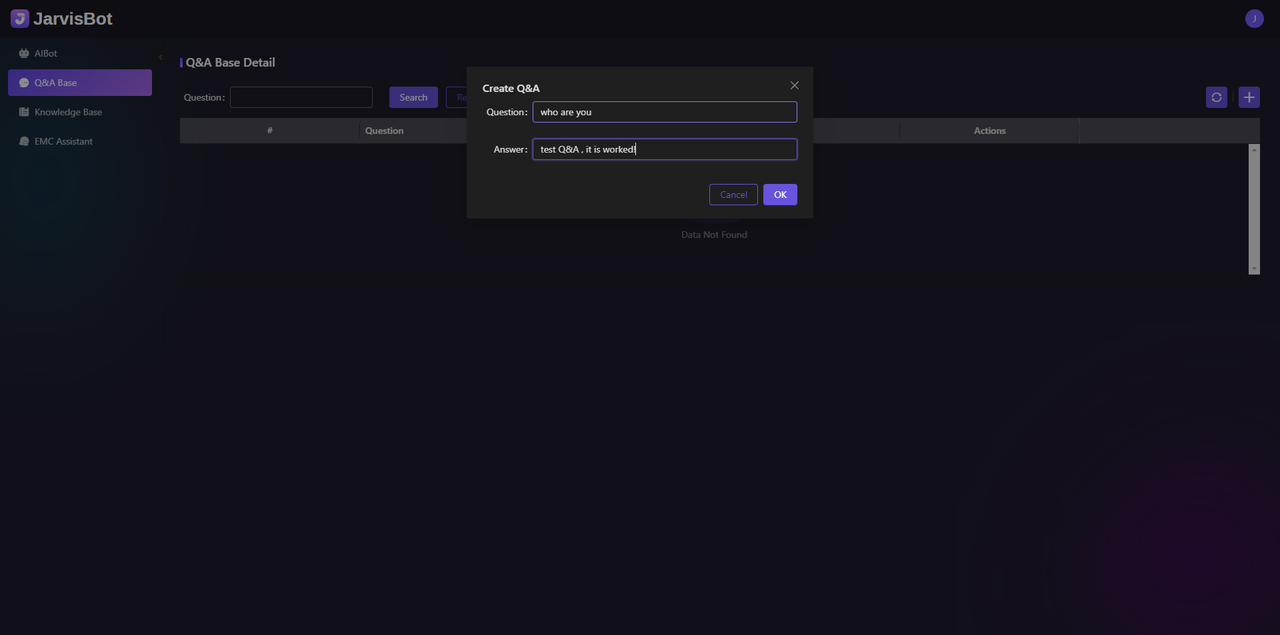 JarvisBot
J
AIBot
Q&A Base
Knowledge Base
EMC Assistant
Q&A Base Detail
Question:
Search
Re
#
Question
Actions
Data Not Found
Create Q&A
Question:
who are you
Answer:
test Q&A , it is worked!
Cancel
OK